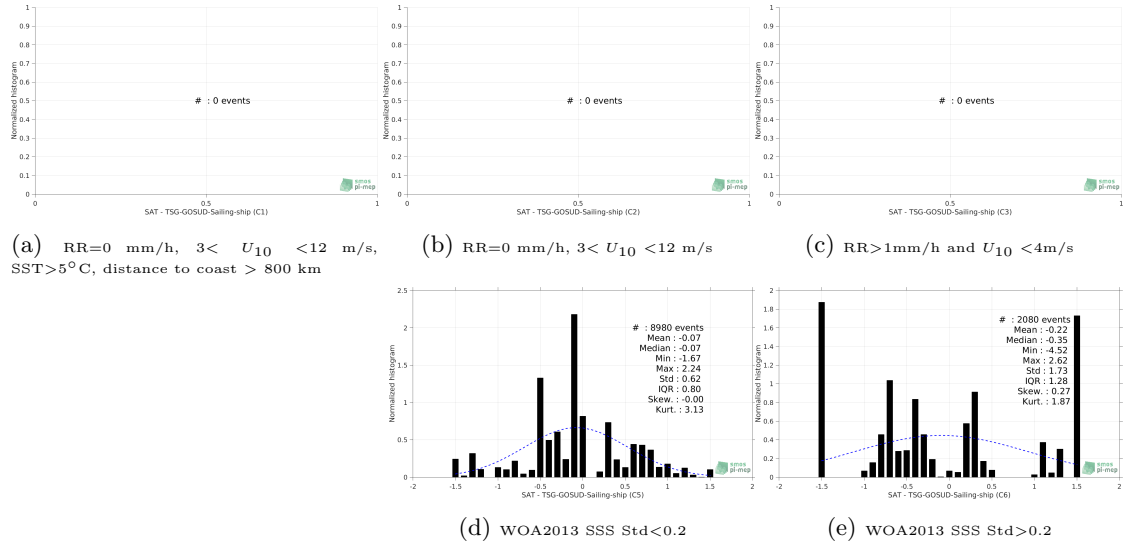 1
0.9
0.8
0.7
0.6
0.5
0.4
0.3
0.2
0.1
0
Normalized histogram
# : 0 events
smos
pi-mep
0 0.5 1
SAT - TSG-GOSUD-Sailing-ship (C1)
(a) RR=0 mm/h, 3< U10 <12 m/s,
SST>5°C, distance to coast > 800 km
1
0.9
0.8
0.7
0.6
0.5
0.4
0.3
0.2
0.1
0
Normalized histogram
# : 0 events
smos
pi-mep
0 0.5 1
SAT - TSG-GOSUD-Sailing-ship (C2)
(b) RR=0 mm/h, 3< U10 <12 m/s
1
0.9
0.8
0.7
0.6
0.5
0.4
0.3
0.2
0.1
0
Normalized histogram
# : 0 events
smos
pi-mep
0 0.5 1
SAT - TSG-GOSUD-Sailing-ship (C3)
(c) RR>1mm/h and U10 <4m/s
2.5
2
1.5
1
0.5
0
Normalized histogram
# : 8980 events
Mean : -0.07
Median : -0.07
Min : -1.67
Max : 2.24
Std : 0.62
IQR : 0.80
Skew. : -0.00
Kurt. : 3.13
smos
pi-mep
-2 -1.5 -1 -0.5 0 0.5 1 1.5 2
SAT - TSG-GOSUD-Sailing-ship (C5)
(d) WOA2013 SSS Std<0.2
2
1.8
1.6
1.4
1.2
1
0.8
0.6
0.4
0.2
0
Normalized histogram
# : 2080 events
Mean : -0.22
Median : -0.35
Min : -4.52
Max : 2.62
Std : 1.73
IQR : 1.28
Skew. : 0.27
Kurt. : 1.87
smos
pi-mep
-2 -1.5 -1 -0.5 0 0.5 1 1.5 2
SAT - TSG-GOSUD-Sailing-ship (C6)
(e) WOA2013 SSS Std>0.2